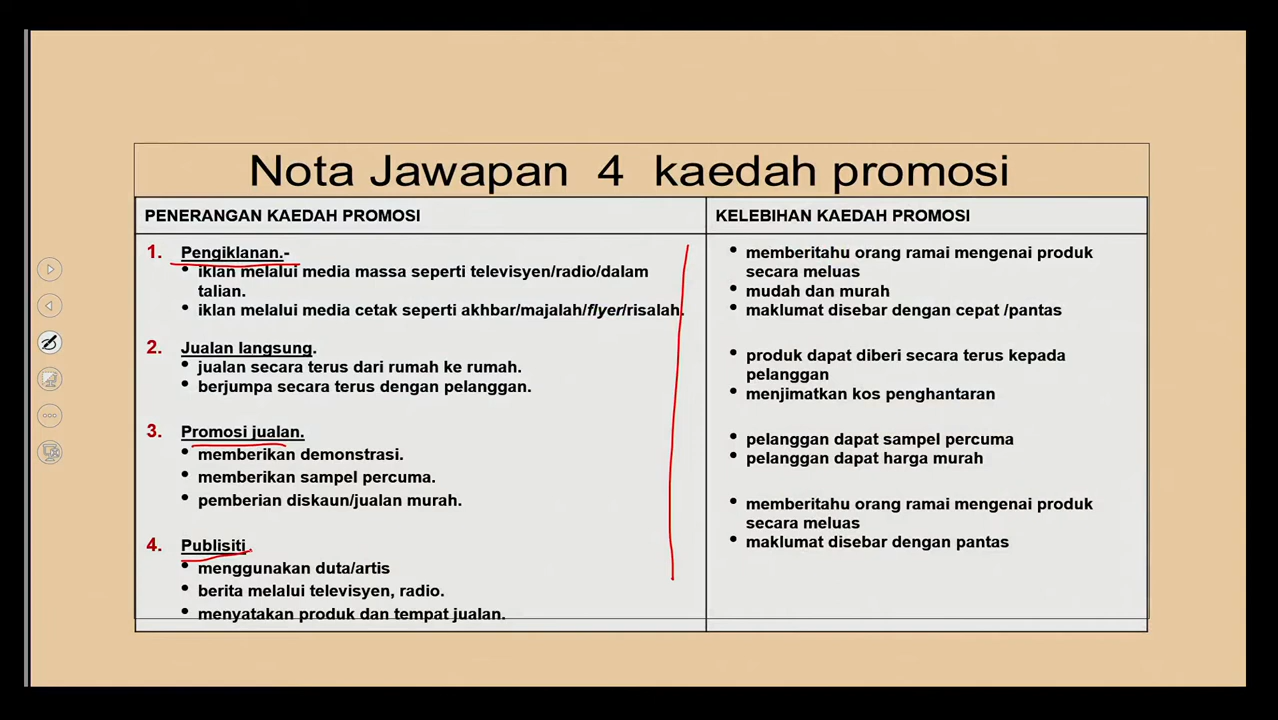 Nota Jawapan 4 kaedah promosi
PENERANGAN KAEDAH PROMOSI
1. Pengiklanan.-
• iklan melalui media massa seperti televisyen/radio/dalam
talian.
• iklan melalui media cetak seperti akhbar/majalah/flyer/risalah.
2. Jualan langsung.
• jualan secara terus dari rumah ke rumah.
• berjumpa secara terus dengan pelanggan.
3. Promosi jualan.
• memberikan demonstrasi.
• memberikan sampel percuma.
• pemberian diskaun/jualan murah.
4. Publisiti.
• menggunakan duta/artis
• berita melalui televisyen, radio.
• menyatakan produk dan tempat jualan.
KELEBIHAN KAEDAH PROMOSI
• memberitahu orang ramai mengenai produk
secara meluas
• mudah dan murah
• maklumat disebar dengan cepat /pantas
• produk dapat diberi secara terus kepada
pelanggan
• menjimatkan kos penghantaran
• pelanggan dapat sampel percuma
• pelanggan dapat harga murah
• memberitahu orang ramai mengenai produk
secara meluas
• maklumat disebar dengan pantas